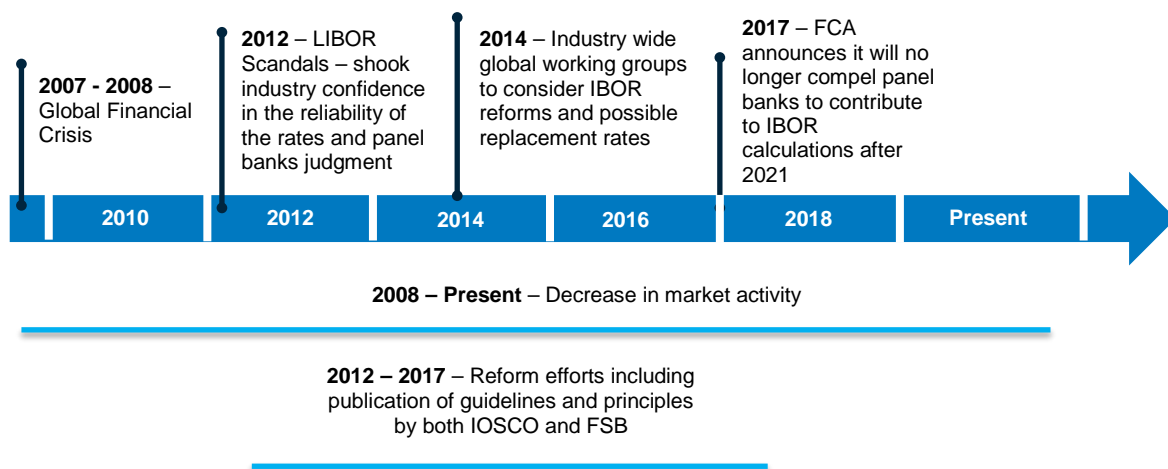 2007 - 2008 –
Global Financial
Crisis
2012 – LIBOR
Scandals – shook
industry confidence
in the reliability of
the rates and panel
banks judgment
2014 – Industry wide
global working groups
to consider IBOR
reforms and possible
replacement rates
2017 – FCA
announces it will no
longer compel panel
banks to contribute
to IBOR
calculations after
2021
2010
2012
2014
2016
2018
Present
2008 – Present – Decrease in market activity
2012 – 2017 – Reform efforts including
publication of guidelines and principles
by both IOSCO and FSB